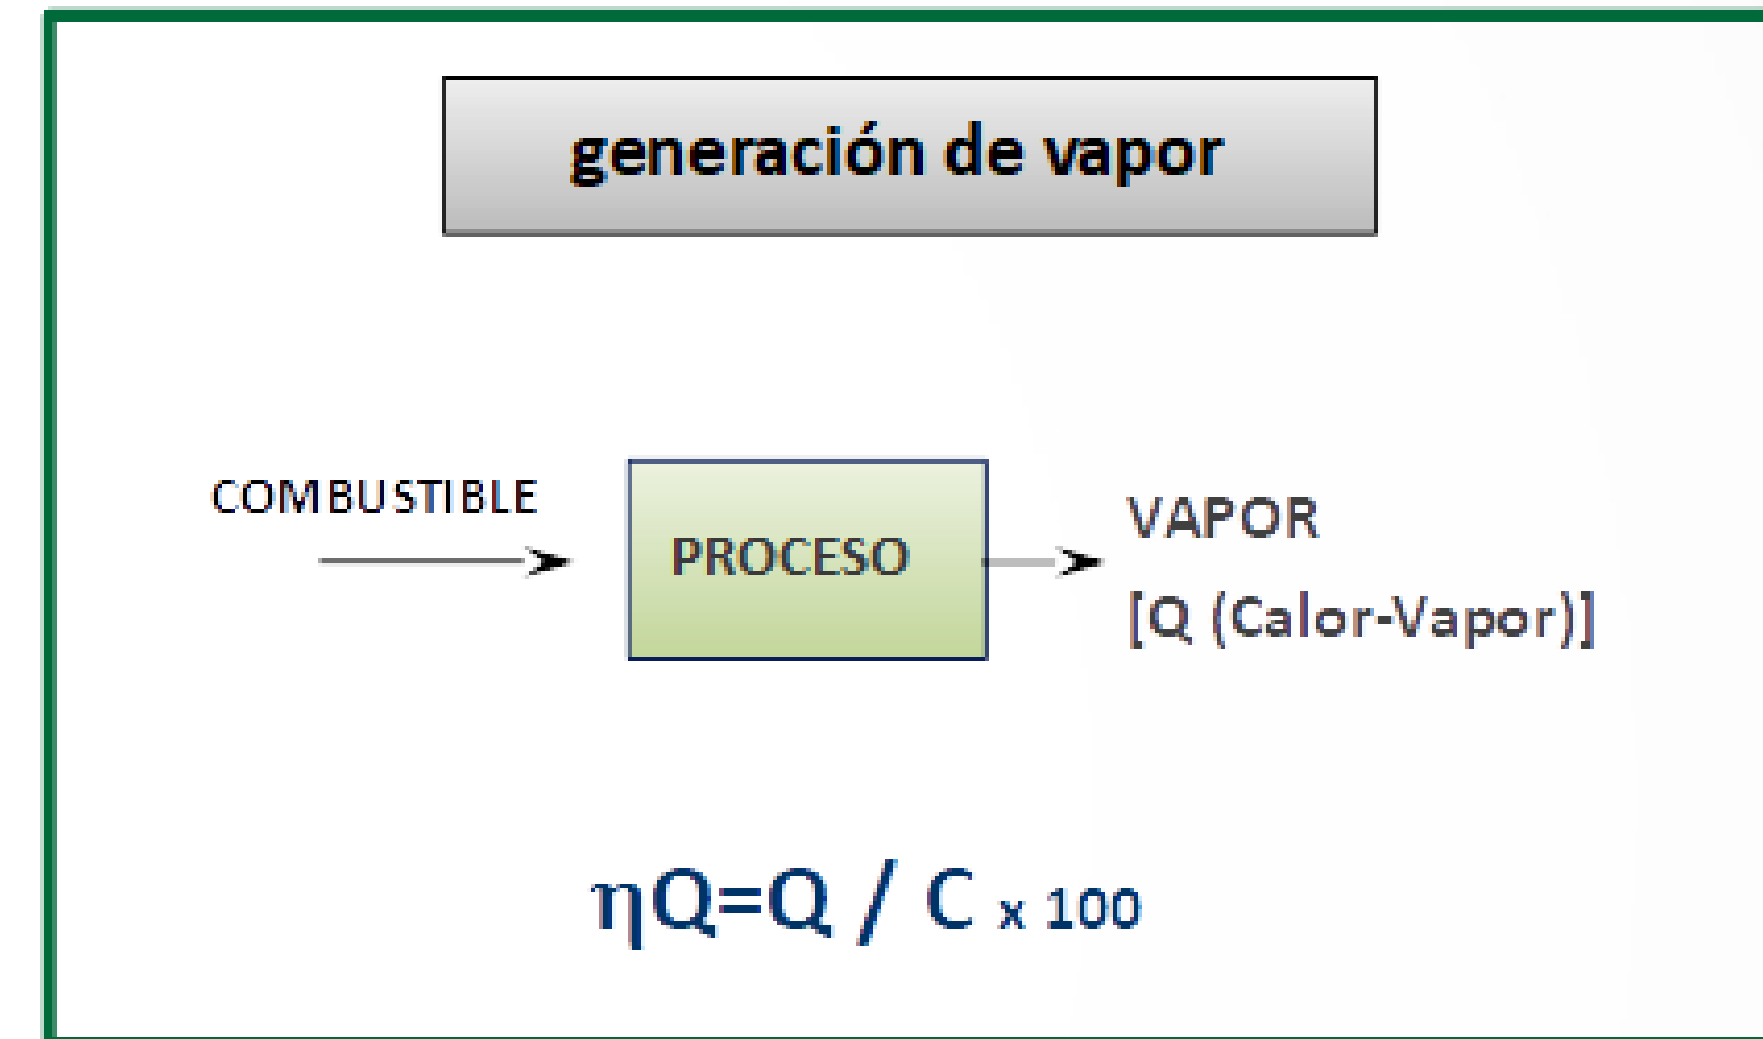 generación de vapor
COMBUSTIBLE
PROCESO
VAPOR
[Q (Calor-Vapor)]
ηQ=Q / C x 100